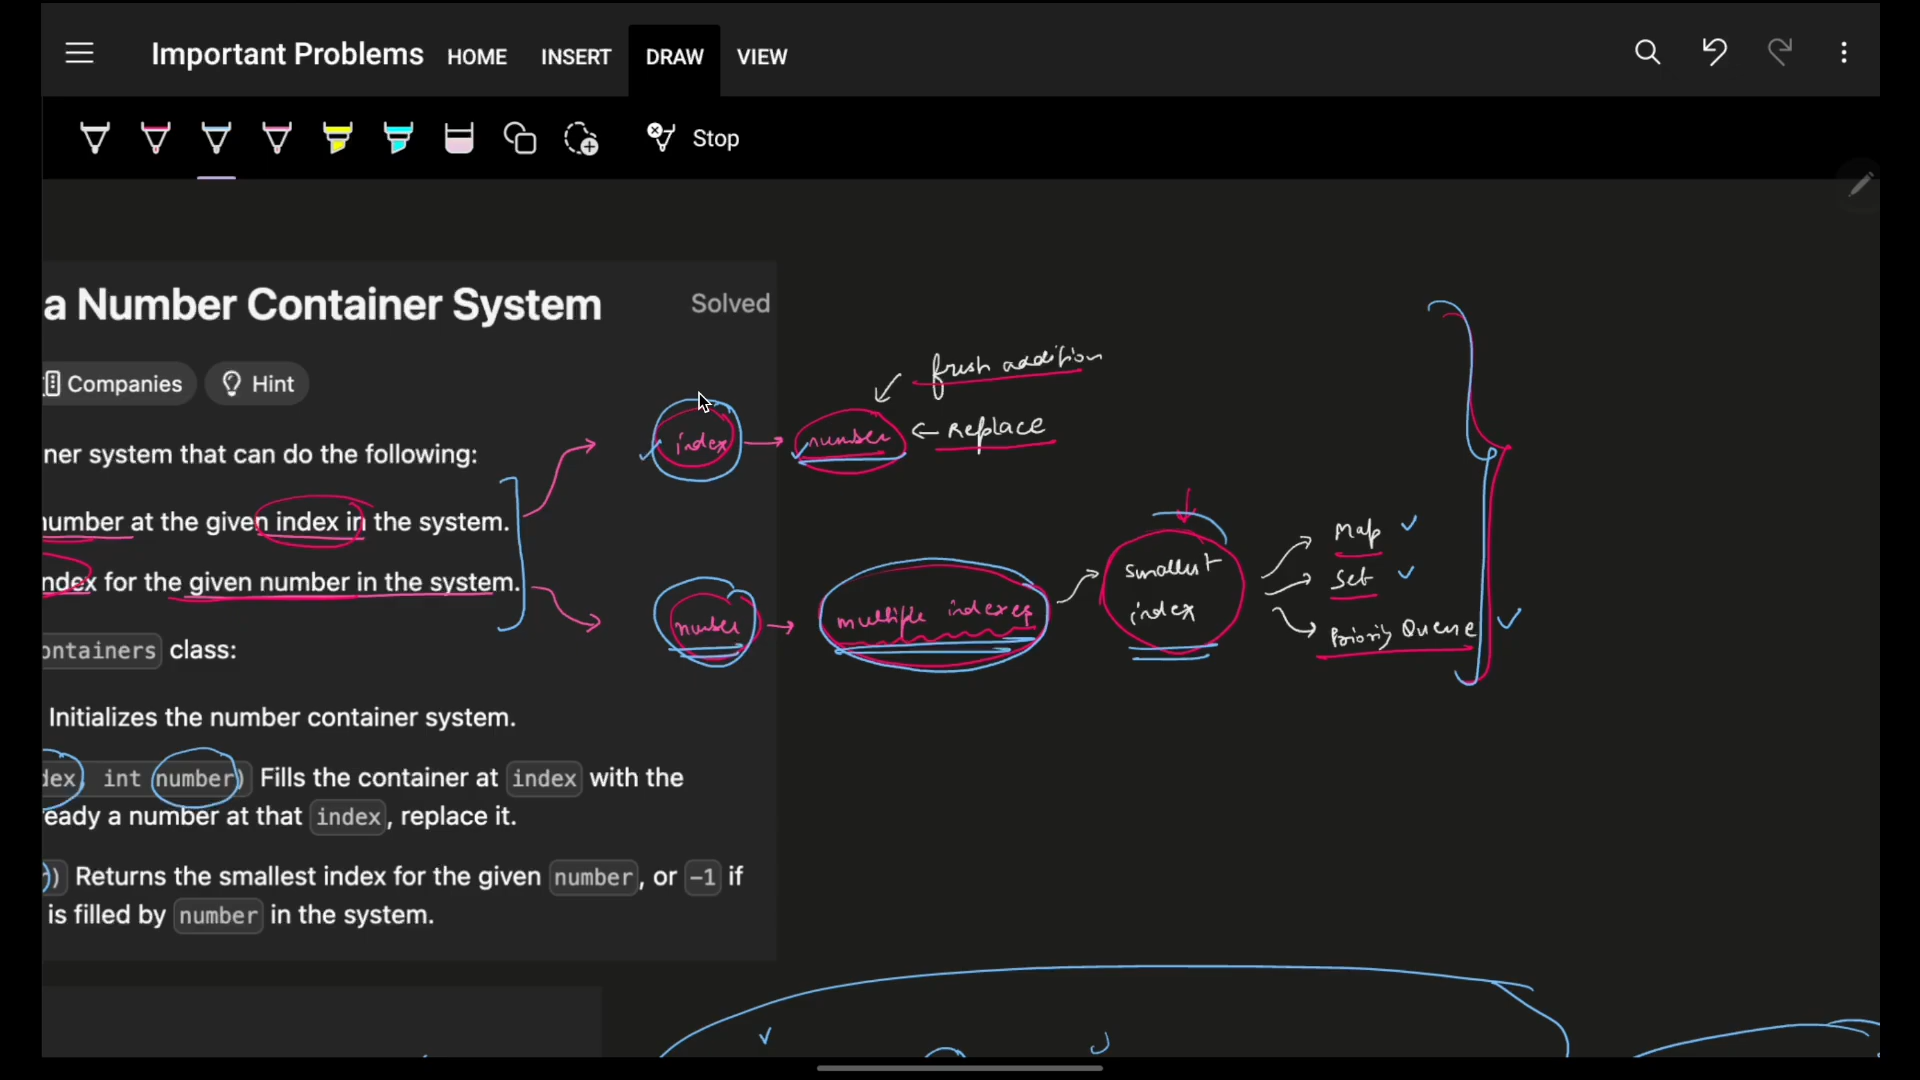 Important Problems HOME INSERT DRAW VIEW
Stop
a Number Container System
Solved
Companies
Hint
ner system that can do the following:
number at the given index in the system.
ndex for the given number in the system.
ontainers class:
Initializes the number container system.
dex, int number) Fills the container at index with the
eady a number at that index, replace it.
) Returns the smallest index for the given number, or -1 if
is filled by number in the system.
fresh addition
index → number ← Replace
number → multiple indexes
smallest
index
Map ✓
Set ✓
Priority Queue